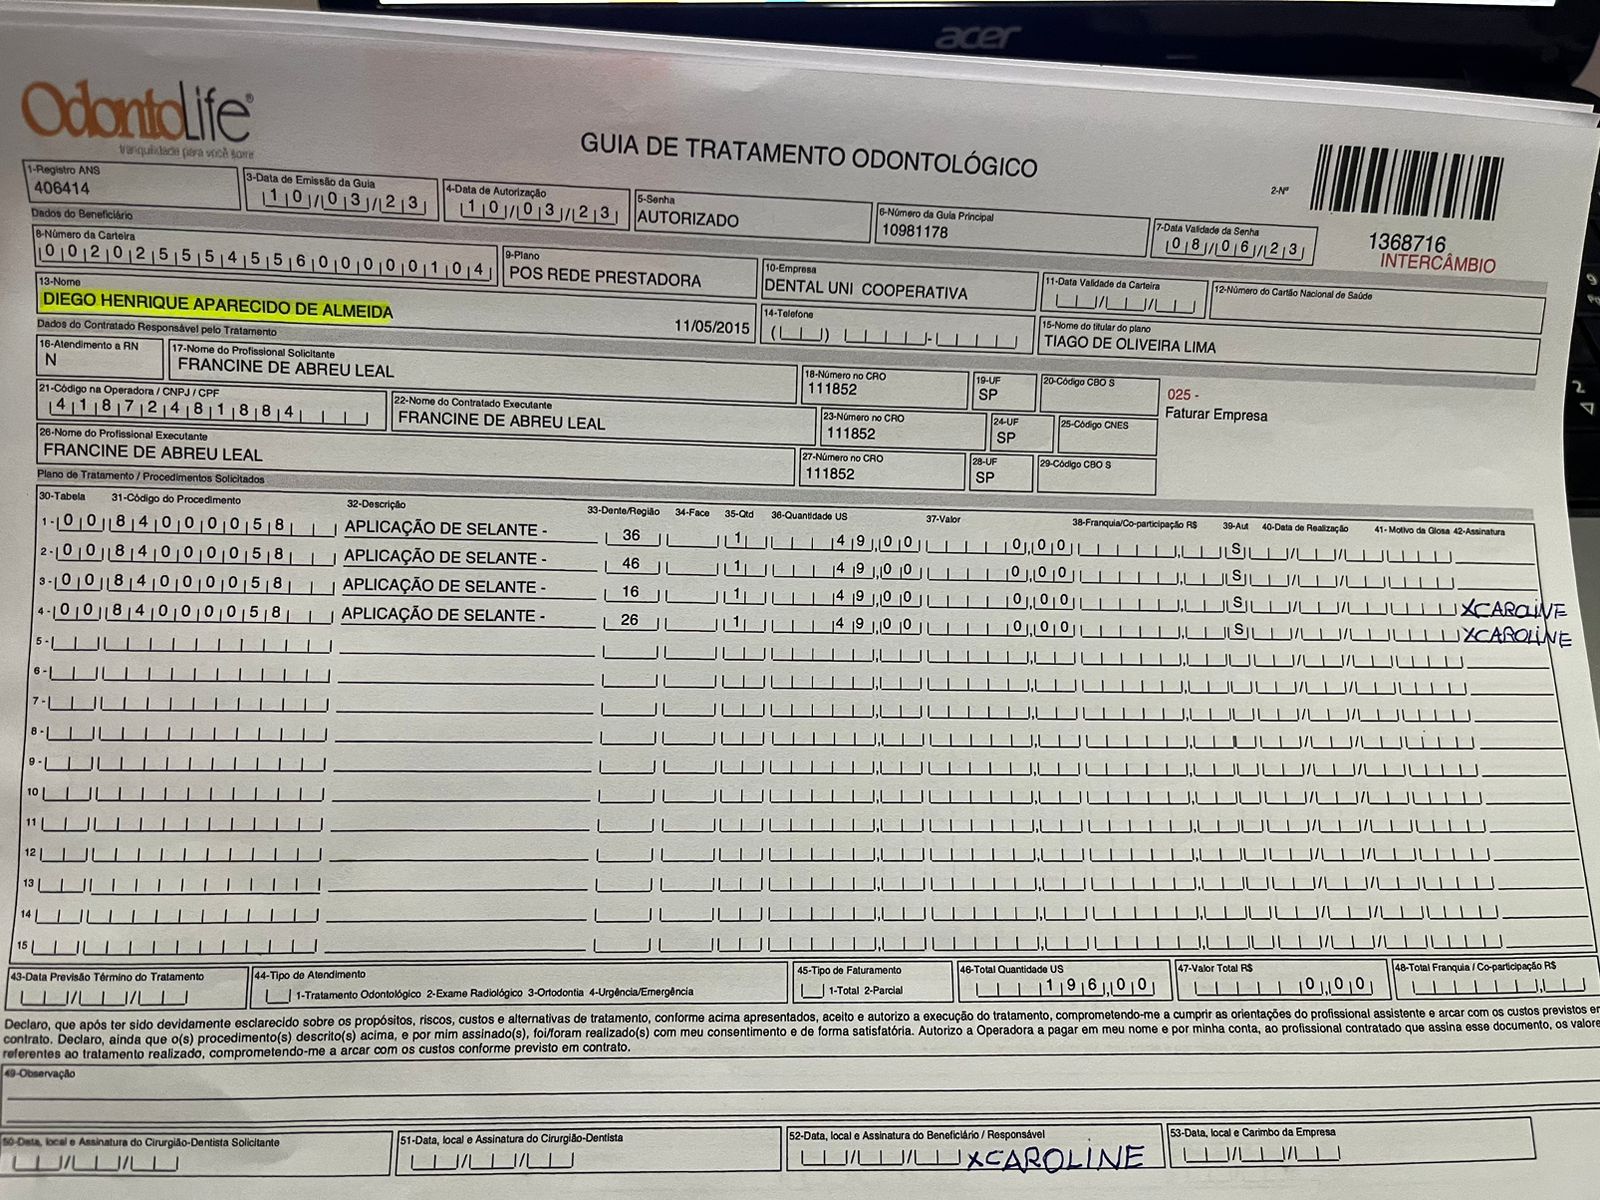 acer
OdontoLife®
tranquilidade para você sorrir
GUIA DE TRATAMENTO ODONTOLÓGICO
2-Nº
1368716
INTERCÂMBIO
1-Registro ANS
406414
3-Data de Emissão da Guia
10/03/23
4-Data de Autorização
10/03/23
5-Senha
AUTORIZADO
6-Número da Guia Principal
10981178
7-Data Validade da Senha
08/06/23
Dados do Beneficiário
8-Número da Carteira
00202555455600000104
9-Plano
POS REDE PRESTADORA
10-Empresa
DENTAL UNI COOPERATIVA
11-Data Validade da Carteira
12-Número do Cartão Nacional de Saúde
13-Nome
DIEGO HENRIQUE APARECIDO DE ALMEIDA
11/05/2015
14-Telefone
15-Nome do titular do plano
TIAGO DE OLIVEIRA LIMA
Dados do Contratado Responsável pelo Tratamento
16-Atendimento a RN
N
17-Nome do Profissional Solicitante
FRANCINE DE ABREU LEAL
18-Número no CRO
111852
19-UF
SP
20-Código CBO S
025 -
Faturar Empresa
21-Código na Operadora / CNPJ / CPF
41872481884
22-Nome do Contratado Executante
FRANCINE DE ABREU LEAL
23-Número no CRO
111852
24-UF
SP
25-Código CNES
26-Nome do Profissional Executante
FRANCINE DE ABREU LEAL
27-Número no CRO
111852
28-UF
SP
29-Código CBO S
Plano de Tratamento / Procedimentos Solicitados
30-Tabela 31-Código do Procedimento 32-Descrição 33-Dente/Região 34-Face 35-Qtd 36-Quantidade US 37-Valor 38-Franquia/Co-participação R$ 39-Aut 40-Data de Realização 41- Motivo da Glosa 42-Assinatura
1- 00 84000058 APLICAÇÃO DE SELANTE - 36 1 49,00 0,00 S
2- 00 84000058 APLICAÇÃO DE SELANTE - 46 1 49,00 0,00 S
3- 00 84000058 APLICAÇÃO DE SELANTE - 16 1 49,00 0,00 S XCAROLINE
4- 00 84000058 APLICAÇÃO DE SELANTE - 26 1 49,00 0,00 S XCAROLINE
5-
6-
7-
8-
9-
10
11
12
13
14
15
43-Data Previsão Término do Tratamento
44-Tipo de Atendimento
1-Tratamento Odontológico 2-Exame Radiológico 3-Ortodontia 4-Urgência/Emergência
45-Tipo de Faturamento
1-Total 2-Parcial
46-Total Quantidade US
196,00
47-Valor Total R$
0,00
48-Total Franquia / Co-participação R$
Declaro, que após ter sido devidamente esclarecido sobre os propósitos, riscos, custos e alternativas de tratamento, conforme acima apresentados, aceito e autorizo a execução do tratamento, comprometendo-me a cumprir as orientações do profissional assistente e arcar com os custos previstos em
contrato. Declaro, ainda que o(s) procedimento(s) descrito(s) acima, e por mim assinado(s), foi/foram realizado(s) com meu consentimento e de forma satisfatória. Autorizo a Operadora a pagar em meu nome e por minha conta, ao profissional contratado que assina esse documento, os valores
referentes ao tratamento realizado, comprometendo-me a arcar com os custos conforme previsto em contrato.
49-Observação
50-Data, local e Assinatura do Cirurgião-Dentista Solicitante
51-Data, local e Assinatura do Cirurgião-Dentista
52-Data, local e Assinatura do Beneficiário / Responsável
XCAROLINE
53-Data, local e Carimbo da Empresa